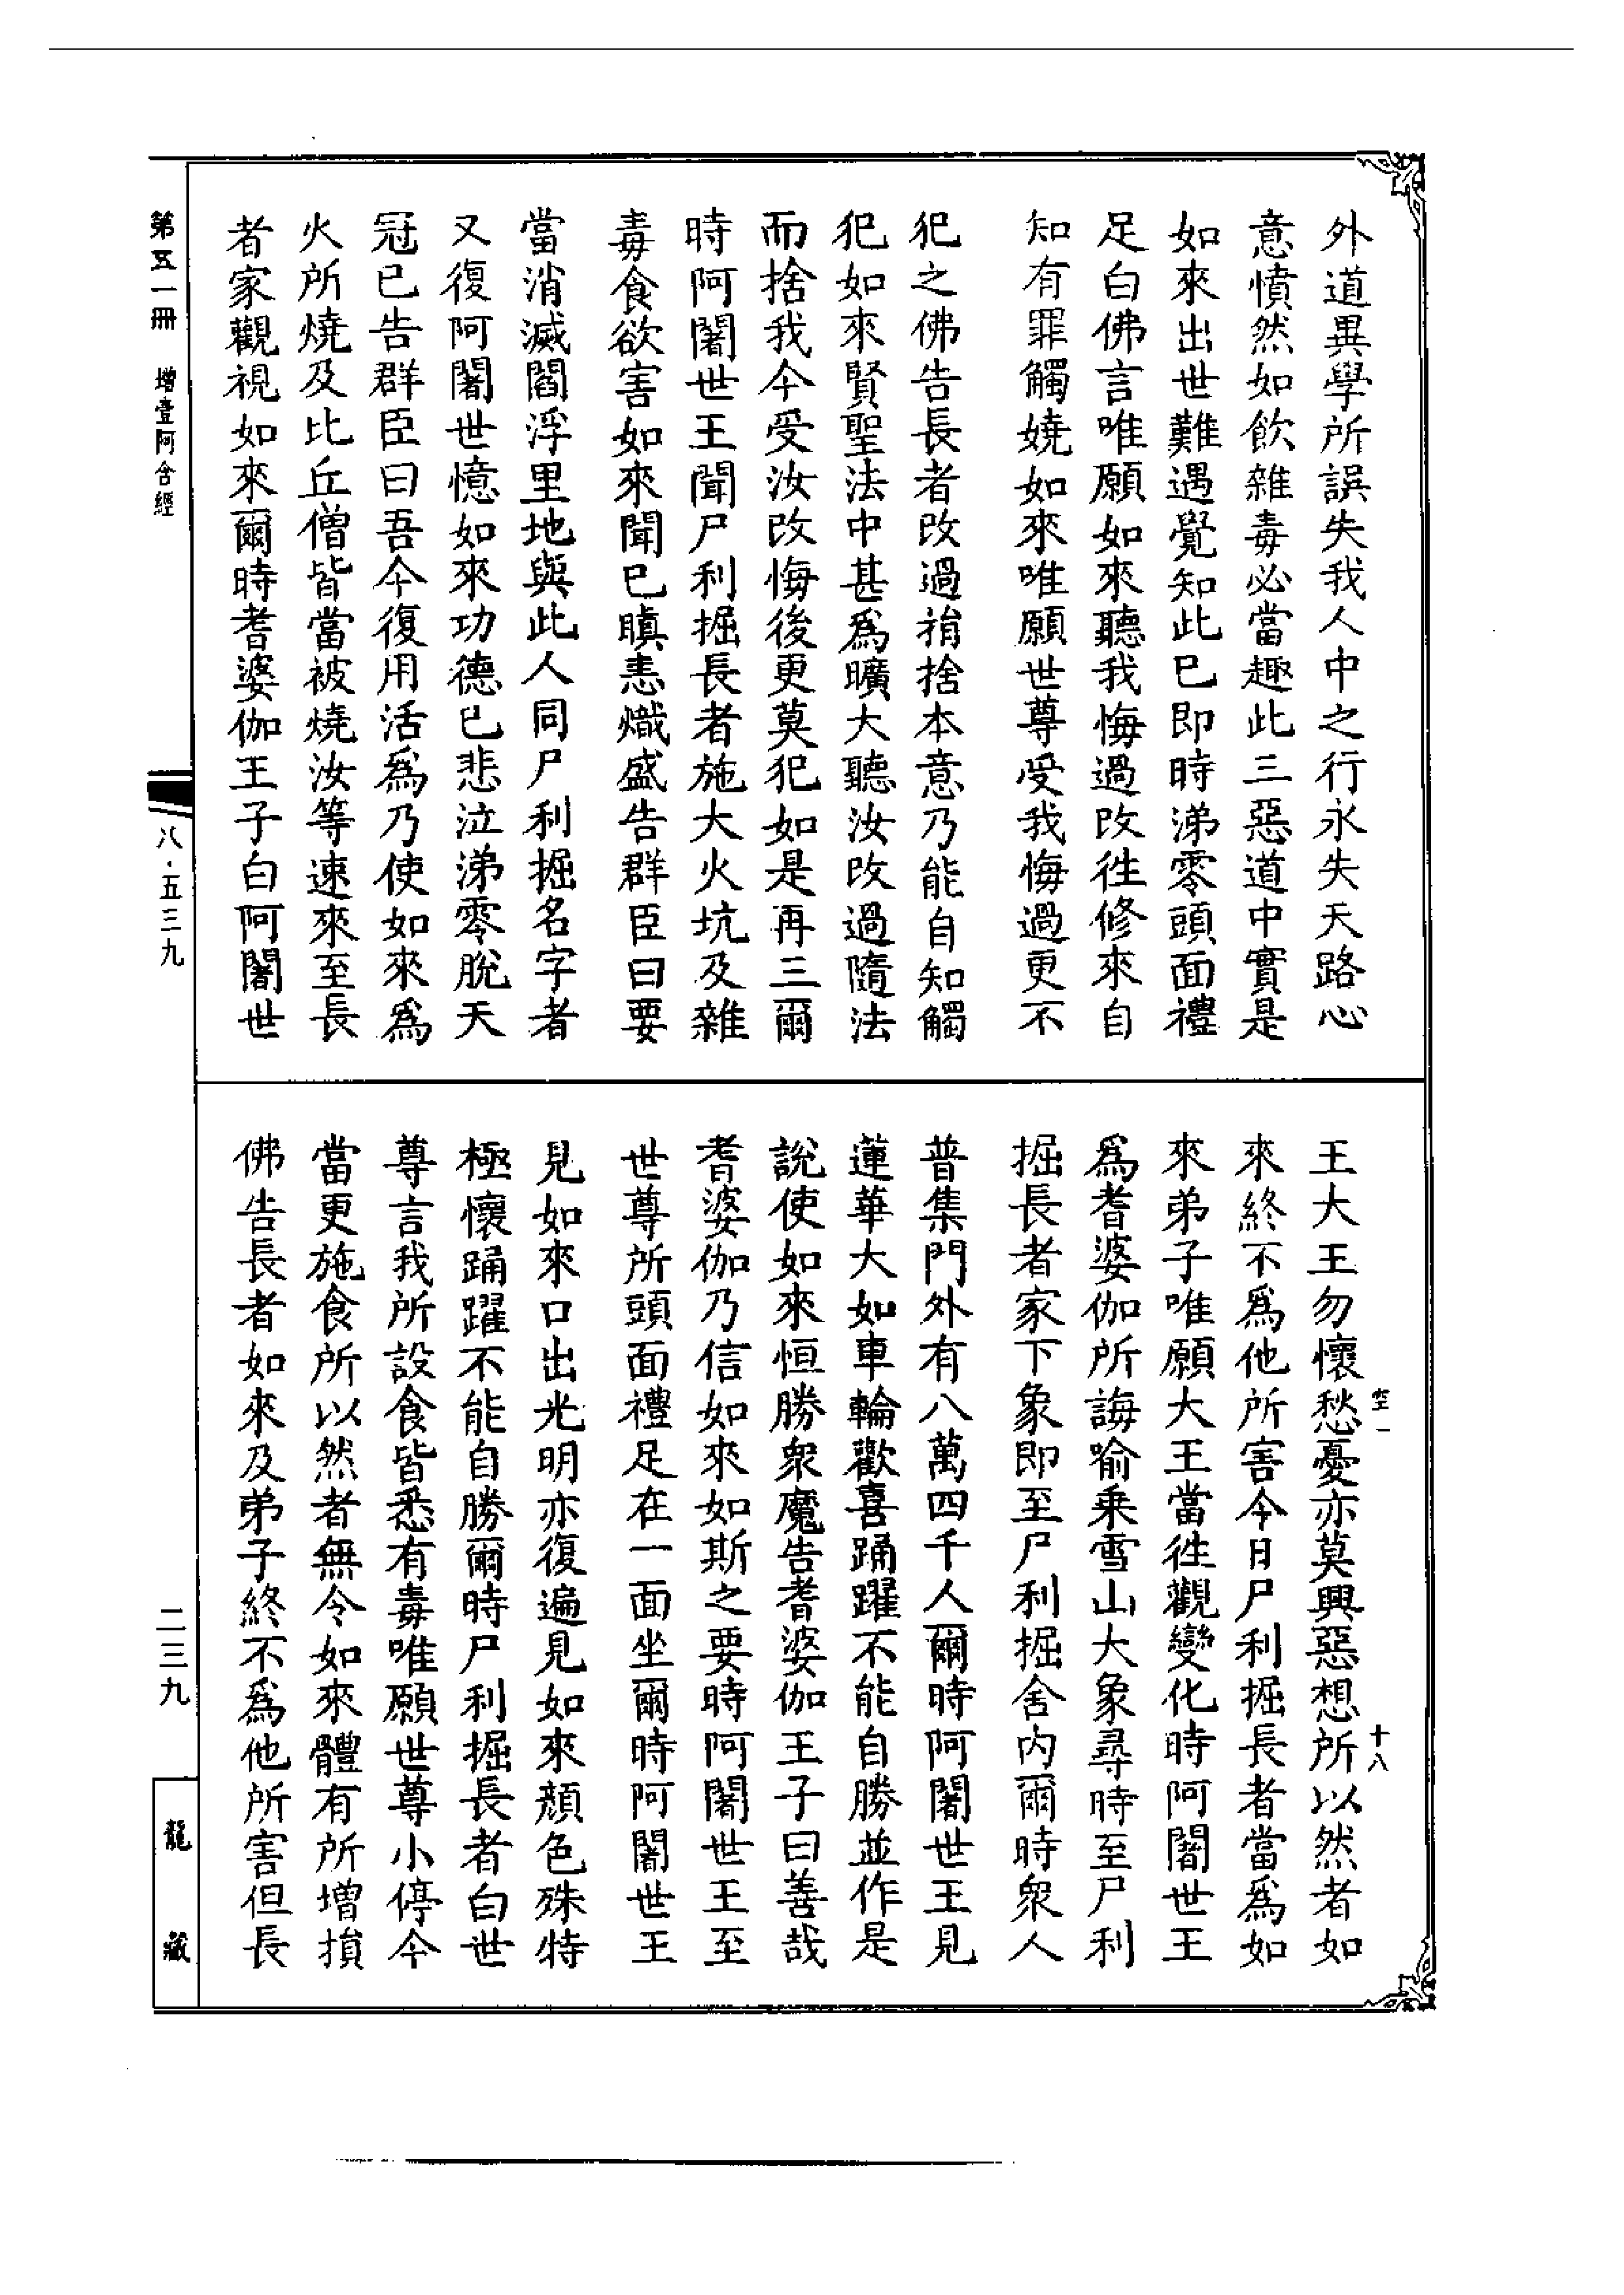 外道異學所誤失我人中之行永失天路心
意憒然如飲雜毒必當趣此三惡道中實是
如來出世難遇覺知此已即時涕零頭面禮
足白佛言唯願如來聽我悔過改往修來自
知有罪觸嬈如來唯願世尊受我悔過更不
犯之佛告長者改過捐捨本意乃能自知觸
犯如來賢聖法中甚爲曠大聽汝改過隨法
而捨我今受汝改悔後更莫犯如是再三爾
時阿闍世王聞尸利掘長者施大火坑及雜
毒食欲害如來聞已瞋恚熾盛告群臣曰要
當消滅閻浮里地與此人同尸利掘名字者
又復阿闍世憶如來功德已悲泣涕零脫天
冠已告群臣曰吾今復用活爲乃使如來爲
火所燒及比丘僧皆當被燒汝等速來至長
者家觀視如來爾時耆婆伽王子白阿闍世
王大王勿懷愁憂亦莫興惡想所以然者如
來終不爲他所害今日尸利掘長者當爲如
來弟子唯願大王當往觀變化時阿闍世王
爲耆婆伽所誨喻乘雪山大象尋時至尸利
掘長者家下象即至尸利掘舍內爾時眾人
普集門外有八萬四千人爾時阿闍世王見
蓮華大如車輪歡喜踊躍不能自勝並作是
說使如來恒勝衆魔告耆婆伽王子曰善哉
耆婆伽乃信如來如斯之要時阿闍世王至
世尊所頭面禮足在一面坐爾時阿闍世王
見如來口出光明亦復遍見如來顏色殊特
極懷踊躍不能自勝爾時尸利掘長者白世
尊言我所設食皆悉有毒唯願世尊小停今
當更施食所以然者無令如來體有所增損
佛告長者如來及弟子終不爲他所害但長
空一
十八
第五一冊 增壹阿含經
八·五三九
二三九
龍藏